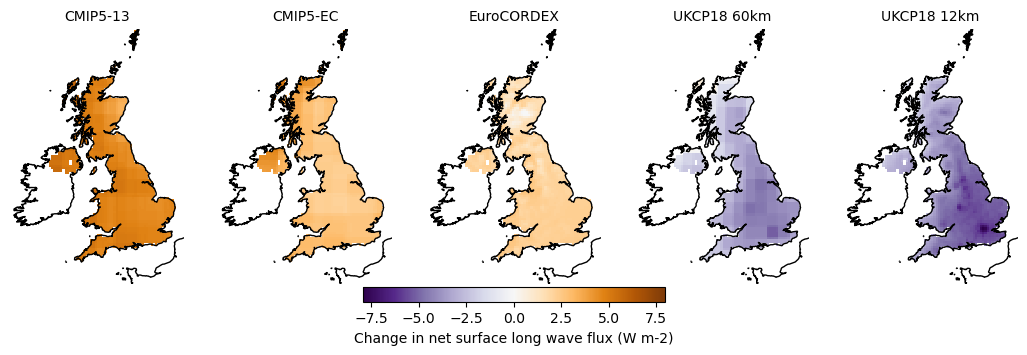 CMIP5-13 CMIP5-EC EuroCORDEX UKCP18 60km UKCP18 12km
−7.5 −5.0 −2.5 0.0 2.5 5.0 7.5
Change in net surface long wave flux (W m-2)